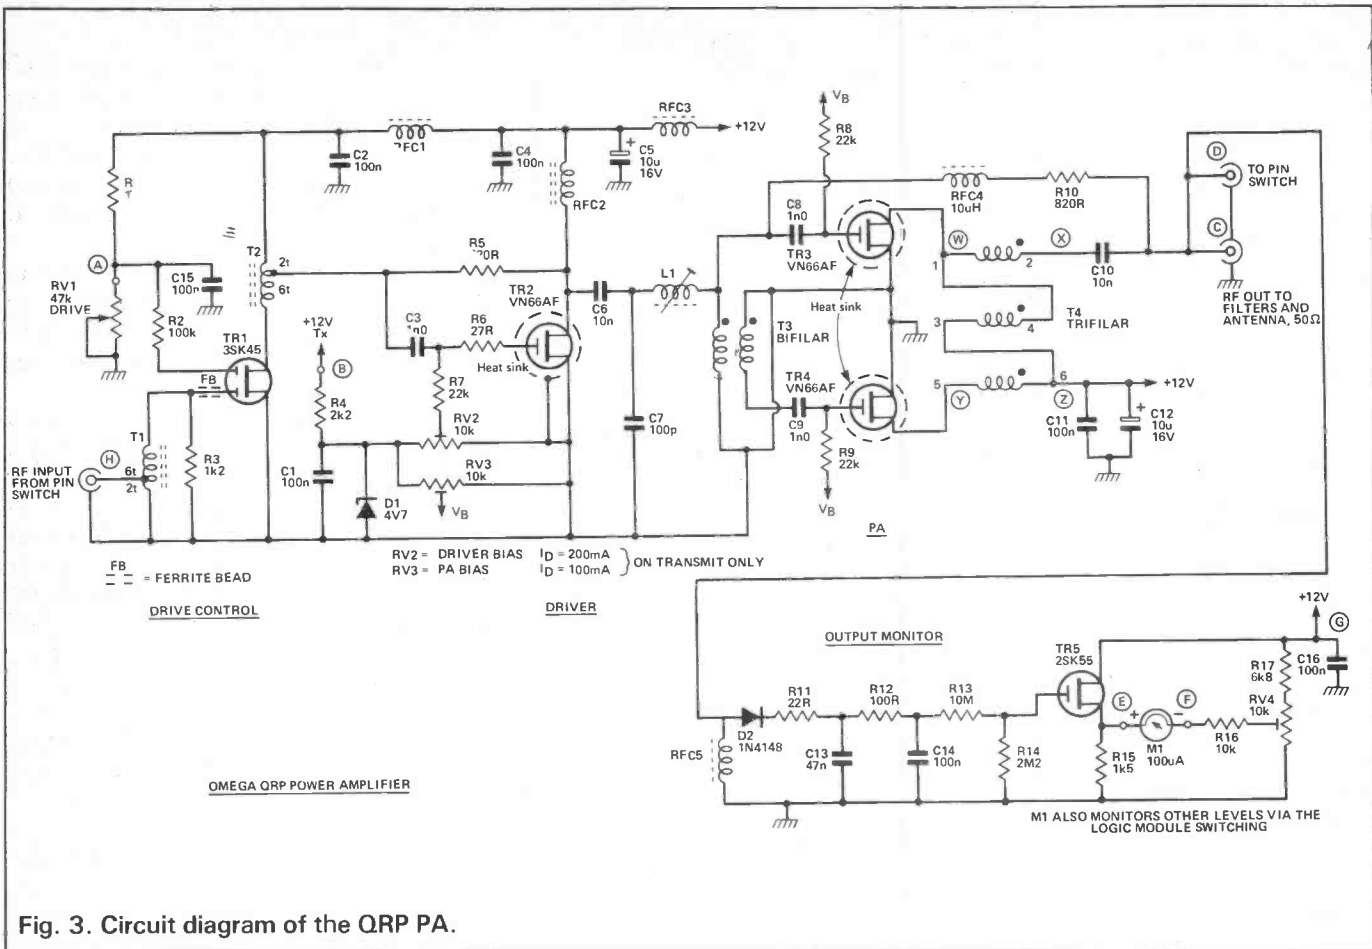 V_B
R8
22k
RFC3
+12V
C2
100n
RFC1
C4
100n
+
C5
10u
16V
RFC2
R
C8
1n0
TR3
VN66AF
RFC4
10uH
R10
820R
D
TO PIN
SWITCH
C
W
1
2
X
C10
10n
RF OUT TO
FILTERS AND
ANTENNA, 50Ω
A
RV1
47k
DRIVE
C15
100n
R2
100k
T2
2t
6t
TR1
3SK45
FB
+12V
Tx
B
R4
2k2
C3
1n0
R5
R6
27R
TR2
VN66AF
Heat sink
R7
22k
RV2
10k
RV3
10k
V_B
C6
10n
L1
C7
100p
T3
BIFILAR
Heat sink
TR4
VN66AF
C9
1n0
R9
22k
V_B
PA
3
4
T4
TRIFILAR
5
6
Y
Z
+12V
C11
100n
+
C12
10u
16V
RF INPUT
FROM PIN
SWITCH
H
T1
6t
2t
R3
1k2
C1
100n
D1
4V7
RV2 = DRIVER BIAS I_D = 200mA
RV3 = PA BIAS I_D = 100mA
ON TRANSMIT ONLY
FB
= FERRITE BEAD
DRIVE CONTROL
DRIVER
OUTPUT MONITOR
RFC5
D2
1N4148
R11
22R
C13
47n
R12
100R
C14
100n
R13
10M
R14
2M2
TR5
2SK55
E
+
M1
100uA
−
F
R15
1k5
R16
10k
+12V
G
R17
6k8
RV4
10k
C16
100n
M1 ALSO MONITORS OTHER LEVELS VIA THE
LOGIC MODULE SWITCHING
OMEGA QRP POWER AMPLIFIER
Fig. 3. Circuit diagram of the QRP PA.